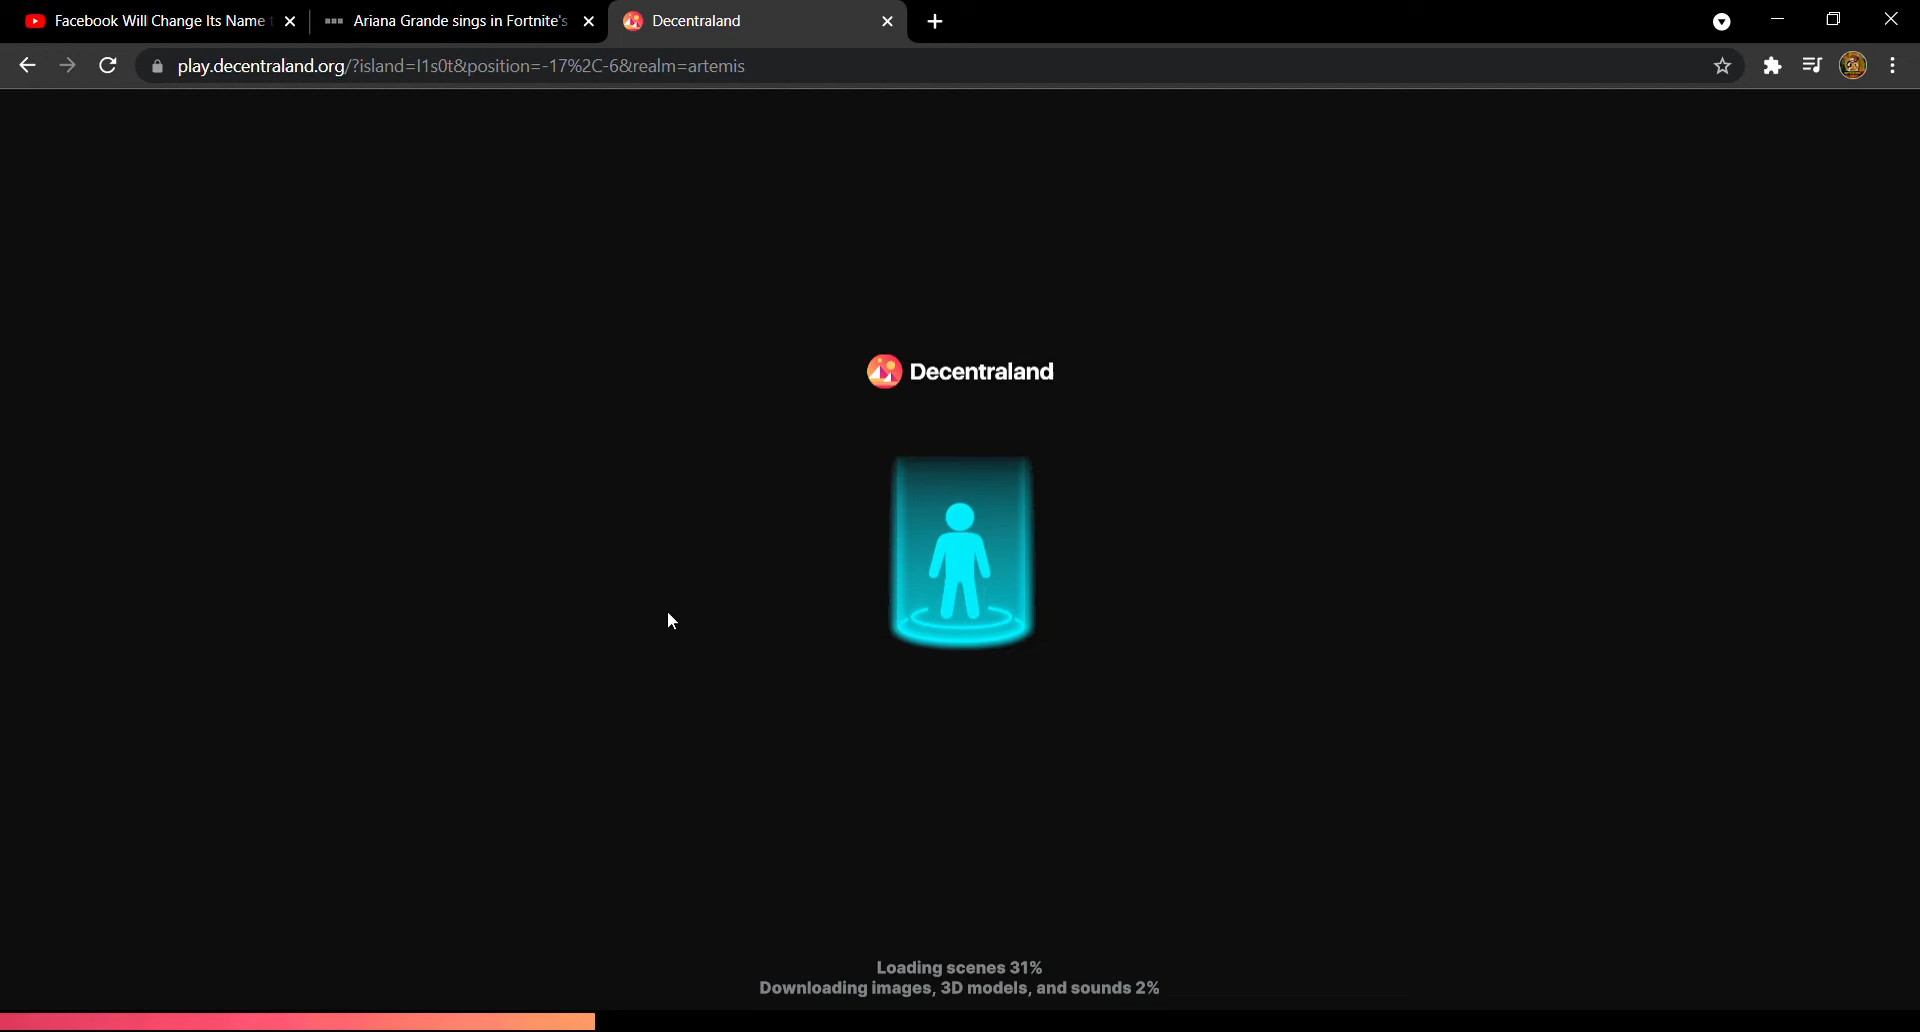 Facebook Will Change Its Name
Ariana Grande sings in Fortnite's
Decentraland
play.decentraland.org/?island=I1s0t&position=-17%2C-6&realm=artemis
Decentraland
Loading scenes 31%
Downloading images, 3D models, and sounds 2%